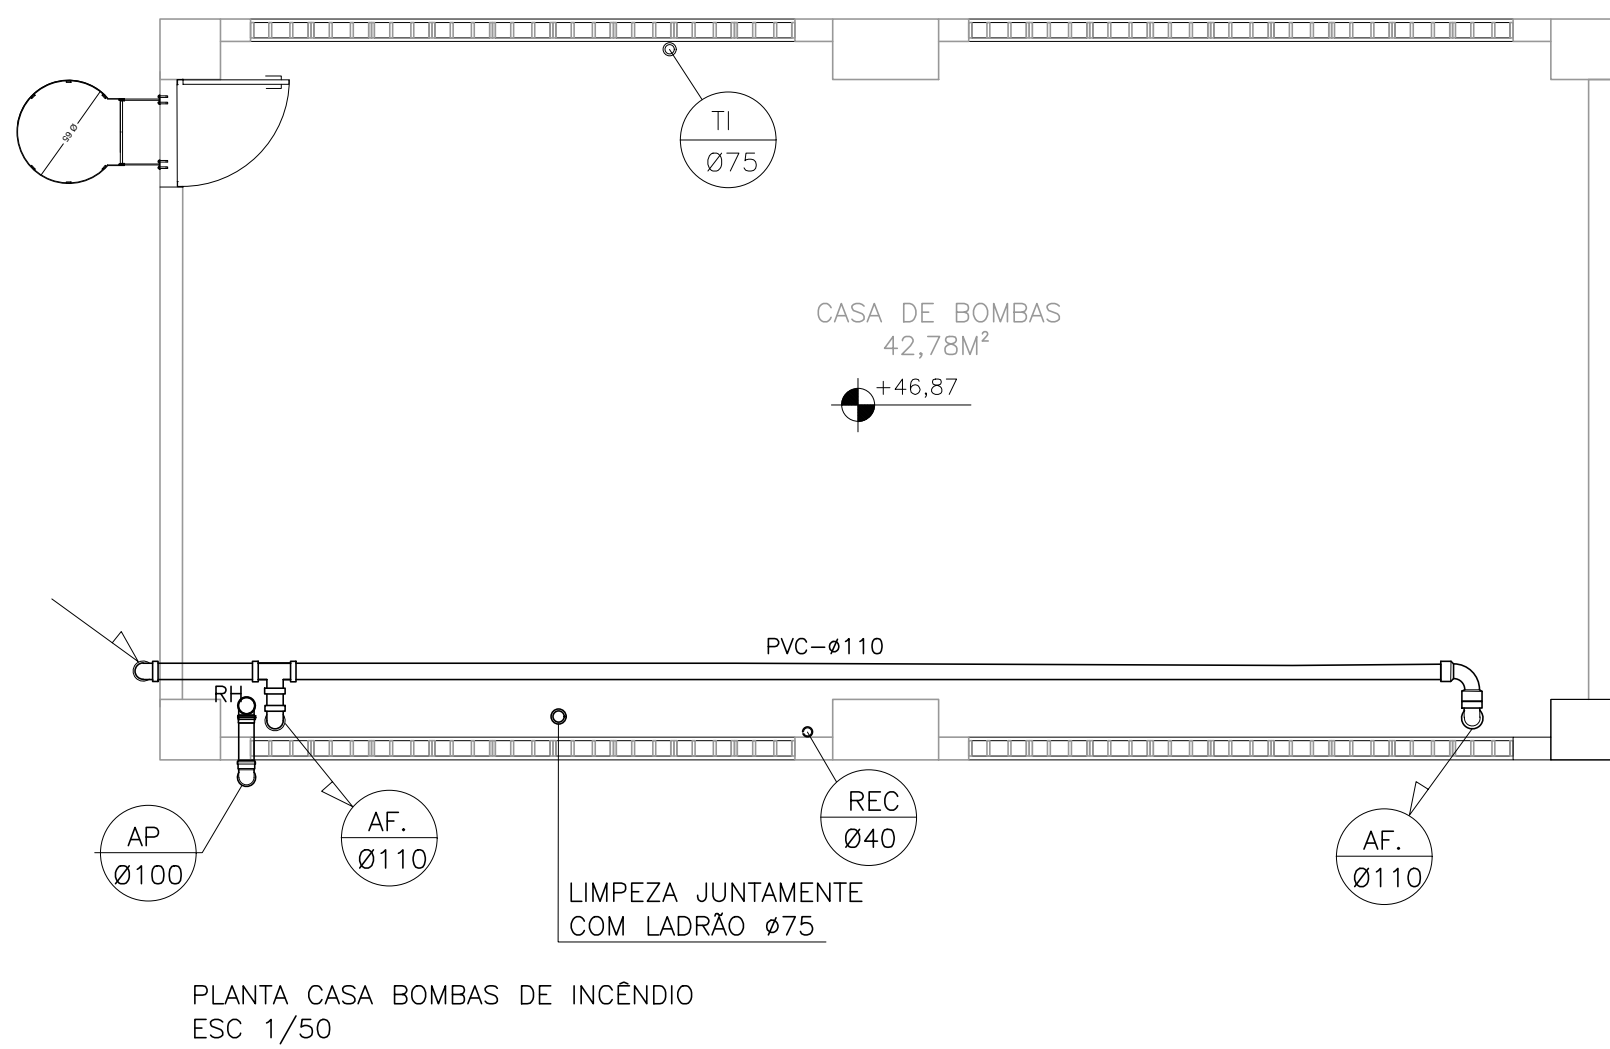 TI
Ø75
Ø 65
CASA DE BOMBAS
42,78M²
+46,87
PVC-ø110
RH
AP
Ø100
AF.
Ø110
REC
Ø40
AF.
Ø110
LIMPEZA JUNTAMENTE
COM LADRÃO ø75
PLANTA CASA BOMBAS DE INCÊNDIO
ESC 1/50